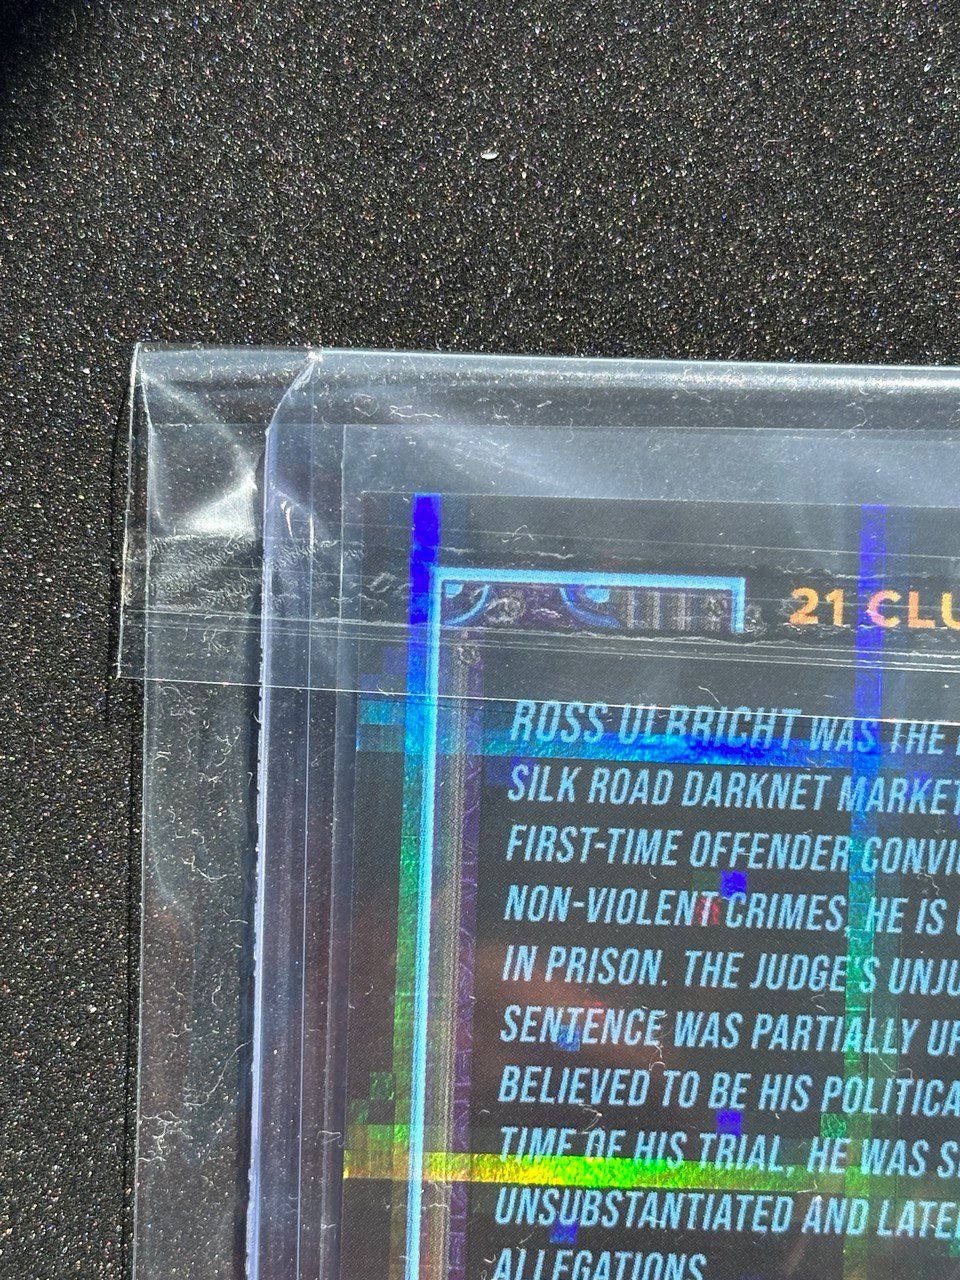 21 CLU
ROSS ULBRICHT WAS THE
SILK ROAD DARKNET MARKET
FIRST-TIME OFFENDER CONVI
NON-VIOLENT CRIMES, HE IS
IN PRISON. THE JUDGE'S UNJU
SENTENCE WAS PARTIALLY UP
BELIEVED TO BE HIS POLITICA
TIME OF HIS TRIAL, HE WAS S
UNSUBSTANTIATED AND LATE
ALLEGATIONS